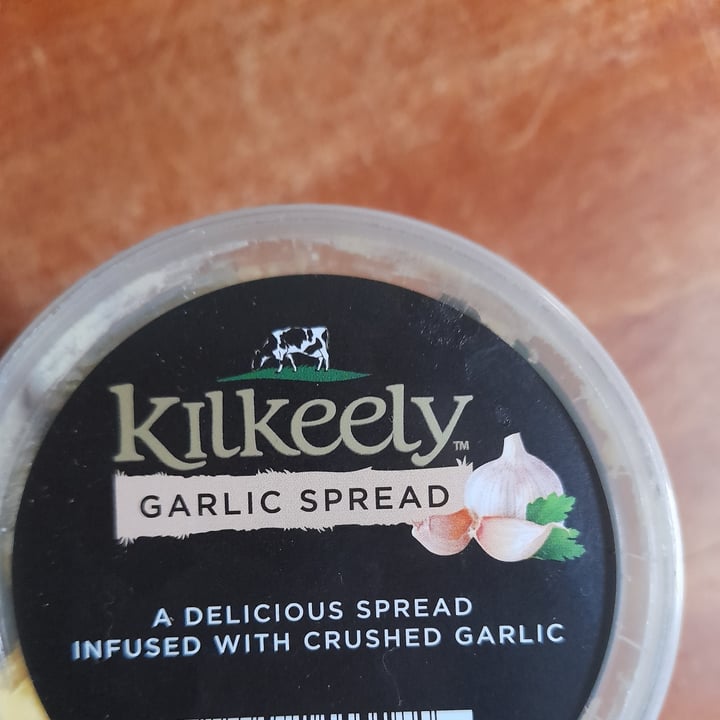 Kilkeely™
GARLIC SPREAD
A DELICIOUS SPREAD
INFUSED WITH CRUSHED GARLIC